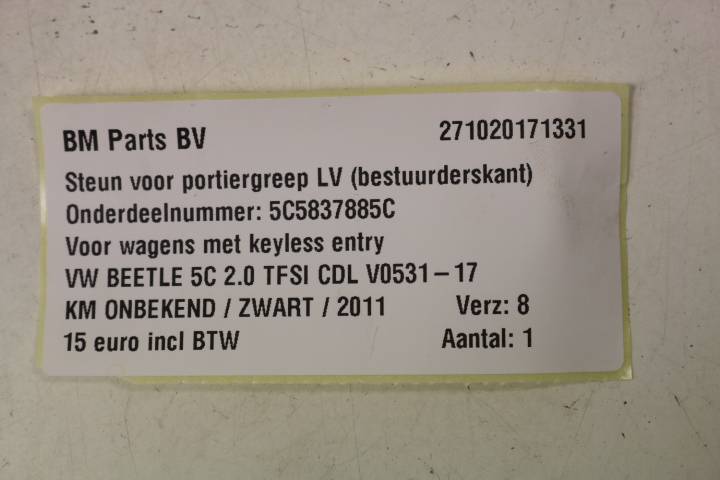 BM Parts BV 271020171331
Steun voor portiergreep LV (bestuurderskant)
Onderdeelnummer: 5C5837885C
Voor wagens met keyless entry
VW BEETLE 5C 2.0 TFSI CDL V0531-17
KM ONBEKEND / ZWART / 2011 Verz: 8
15 euro incl BTW Aantal: 1